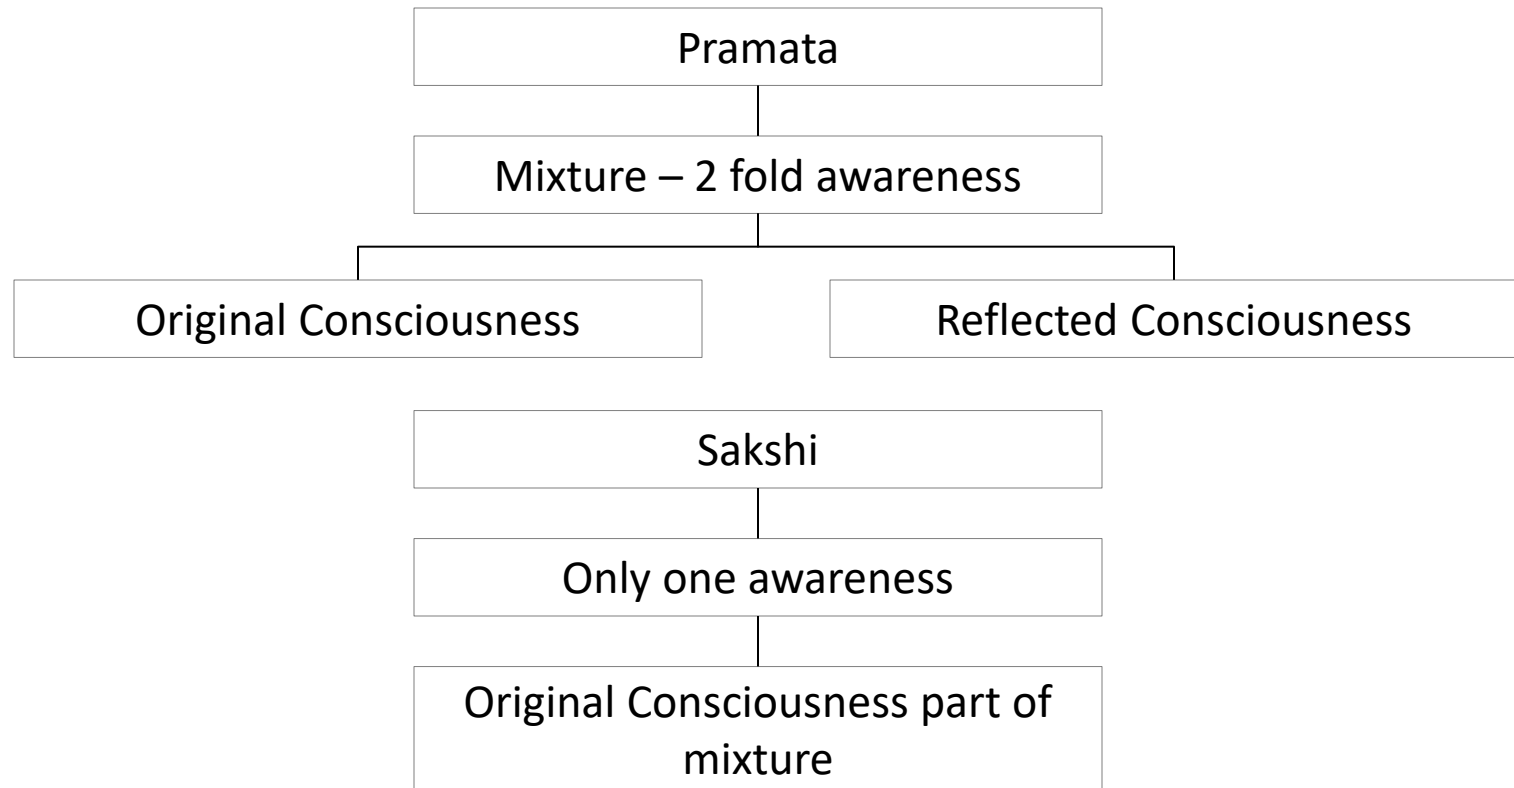 Pramata
Mixture – 2 fold awareness
Original Consciousness
Reflected Consciousness
Sakshi
Only one awareness
Original Consciousness part of
mixture